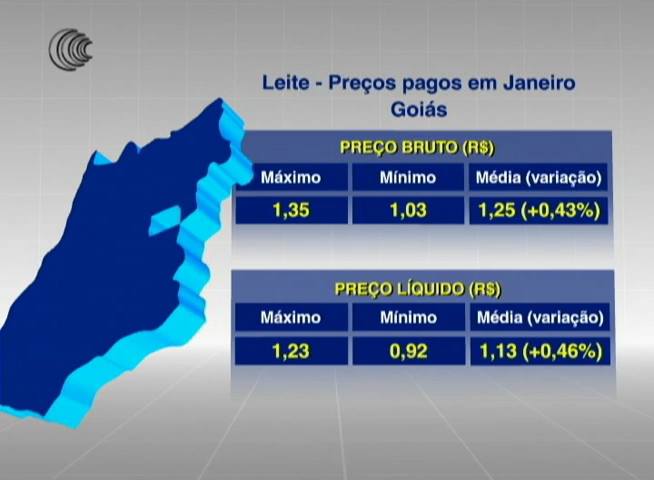 Leite - Preços pagos em Janeiro
Goiás
PREÇO BRUTO (R$)
Máximo Mínimo Média (variação)
1,35 1,03 1,25 (+0,43%)
PREÇO LÍQUIDO (R$)
Máximo Mínimo Média (variação)
1,23 0,92 1,13 (+0,46%)